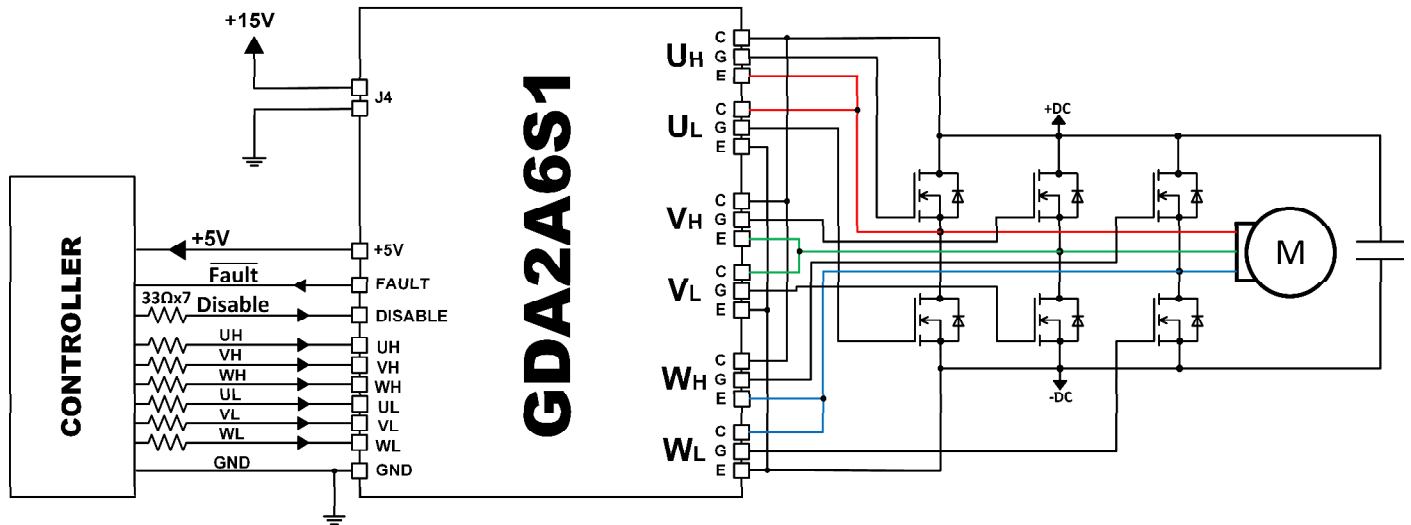 +15V
J4
GDA2A6S1
CONTROLLER
+5V
+5V
Fault
FAULT
33Ωx7
Disable
DISABLE
UH
UH
VH
VH
WH
WH
UL
UL
VL
VL
WL
WL
GND
GND
UH
C
G
E
UL
C
G
E
VH
C
G
E
VL
C
G
E
WH
C
G
E
WL
C
G
E
+DC
-DC
M